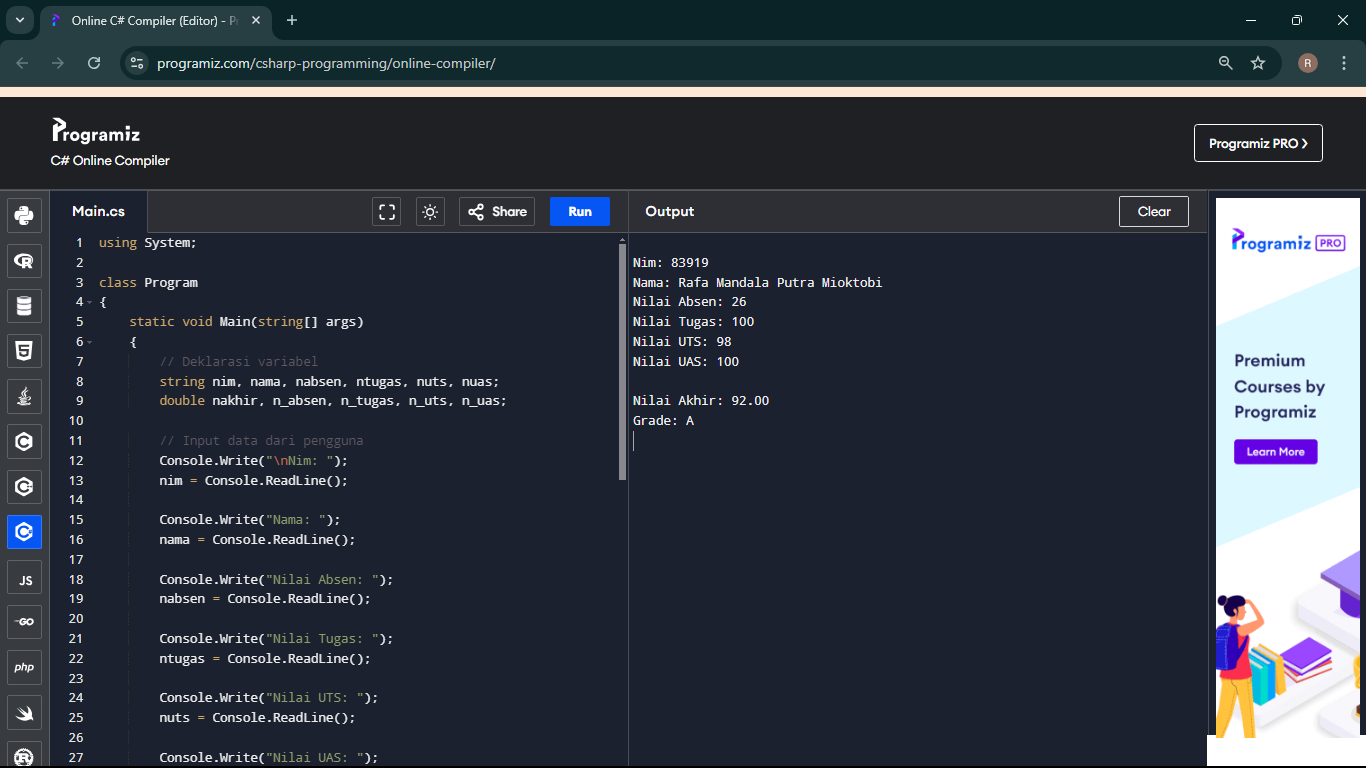 Online C# Compiler (Editor) - Pr
programiz.com/csharp-programming/online-compiler/
R
Programiz
C# Online Compiler
Programiz PRO ❯
Main.cs
Share
Run
Output
Clear
1 using System;
2
3 class Program
4 {
5 static void Main(string[] args)
6 {
7 // Deklarasi variabel
8 string nim, nama, nabsen, ntugas, nuts, nuas;
9 double nakhir, n_absen, n_tugas, n_uts, n_uas;
10
11 // Input data dari pengguna
12 Console.Write("\nNim: ");
13 nim = Console.ReadLine();
14
15 Console.Write("Nama: ");
16 nama = Console.ReadLine();
17
18 Console.Write("Nilai Absen: ");
19 nabsen = Console.ReadLine();
20
21 Console.Write("Nilai Tugas: ");
22 ntugas = Console.ReadLine();
23
24 Console.Write("Nilai UTS: ");
25 nuts = Console.ReadLine();
26
27 Console.Write("Nilai UAS: ");
Nim: 83919
Nama: Rafa Mandala Putra Mioktobi
Nilai Absen: 26
Nilai Tugas: 100
Nilai UTS: 98
Nilai UAS: 100
Nilai Akhir: 92.00
Grade: A
Programiz PRO
Premium
Courses by
Programiz
Learn More
JS
GO
php